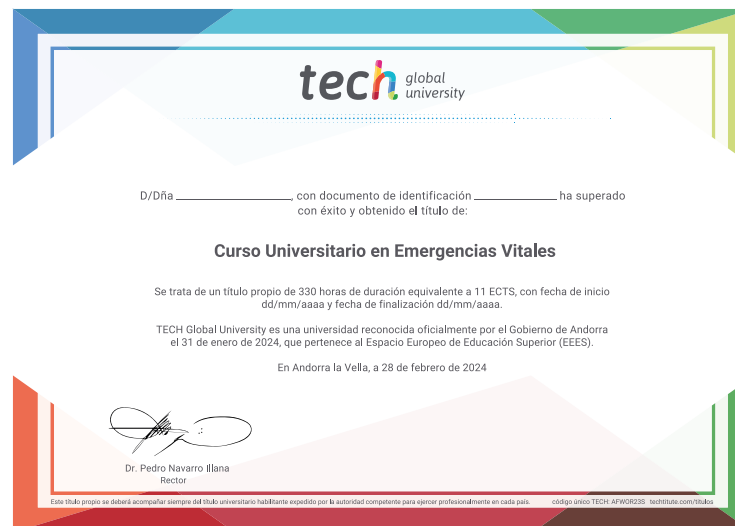 tech global university
D/Dña ________________, con documento de identificación ____________ ha superado
con éxito y obtenido el título de:
Curso Universitario en Emergencias Vitales
Se trata de un título propio de 330 horas de duración equivalente a 11 ECTS, con fecha de inicio
dd/mm/aaaa y fecha de finalización dd/mm/aaaa.
TECH Global University es una universidad reconocida oficialmente por el Gobierno de Andorra
el 31 de enero de 2024, que pertenece al Espacio Europeo de Educación Superior (EEES).
En Andorra la Vella, a 28 de febrero de 2024
Dr. Pedro Navarro Illana
Rector
Este título propio se deberá acompañar siempre del título universitario habilitante expedido por la autoridad competente para ejercer profesionalmente en cada país. código único TECH: AFWOR23S techtitute.com/titulos